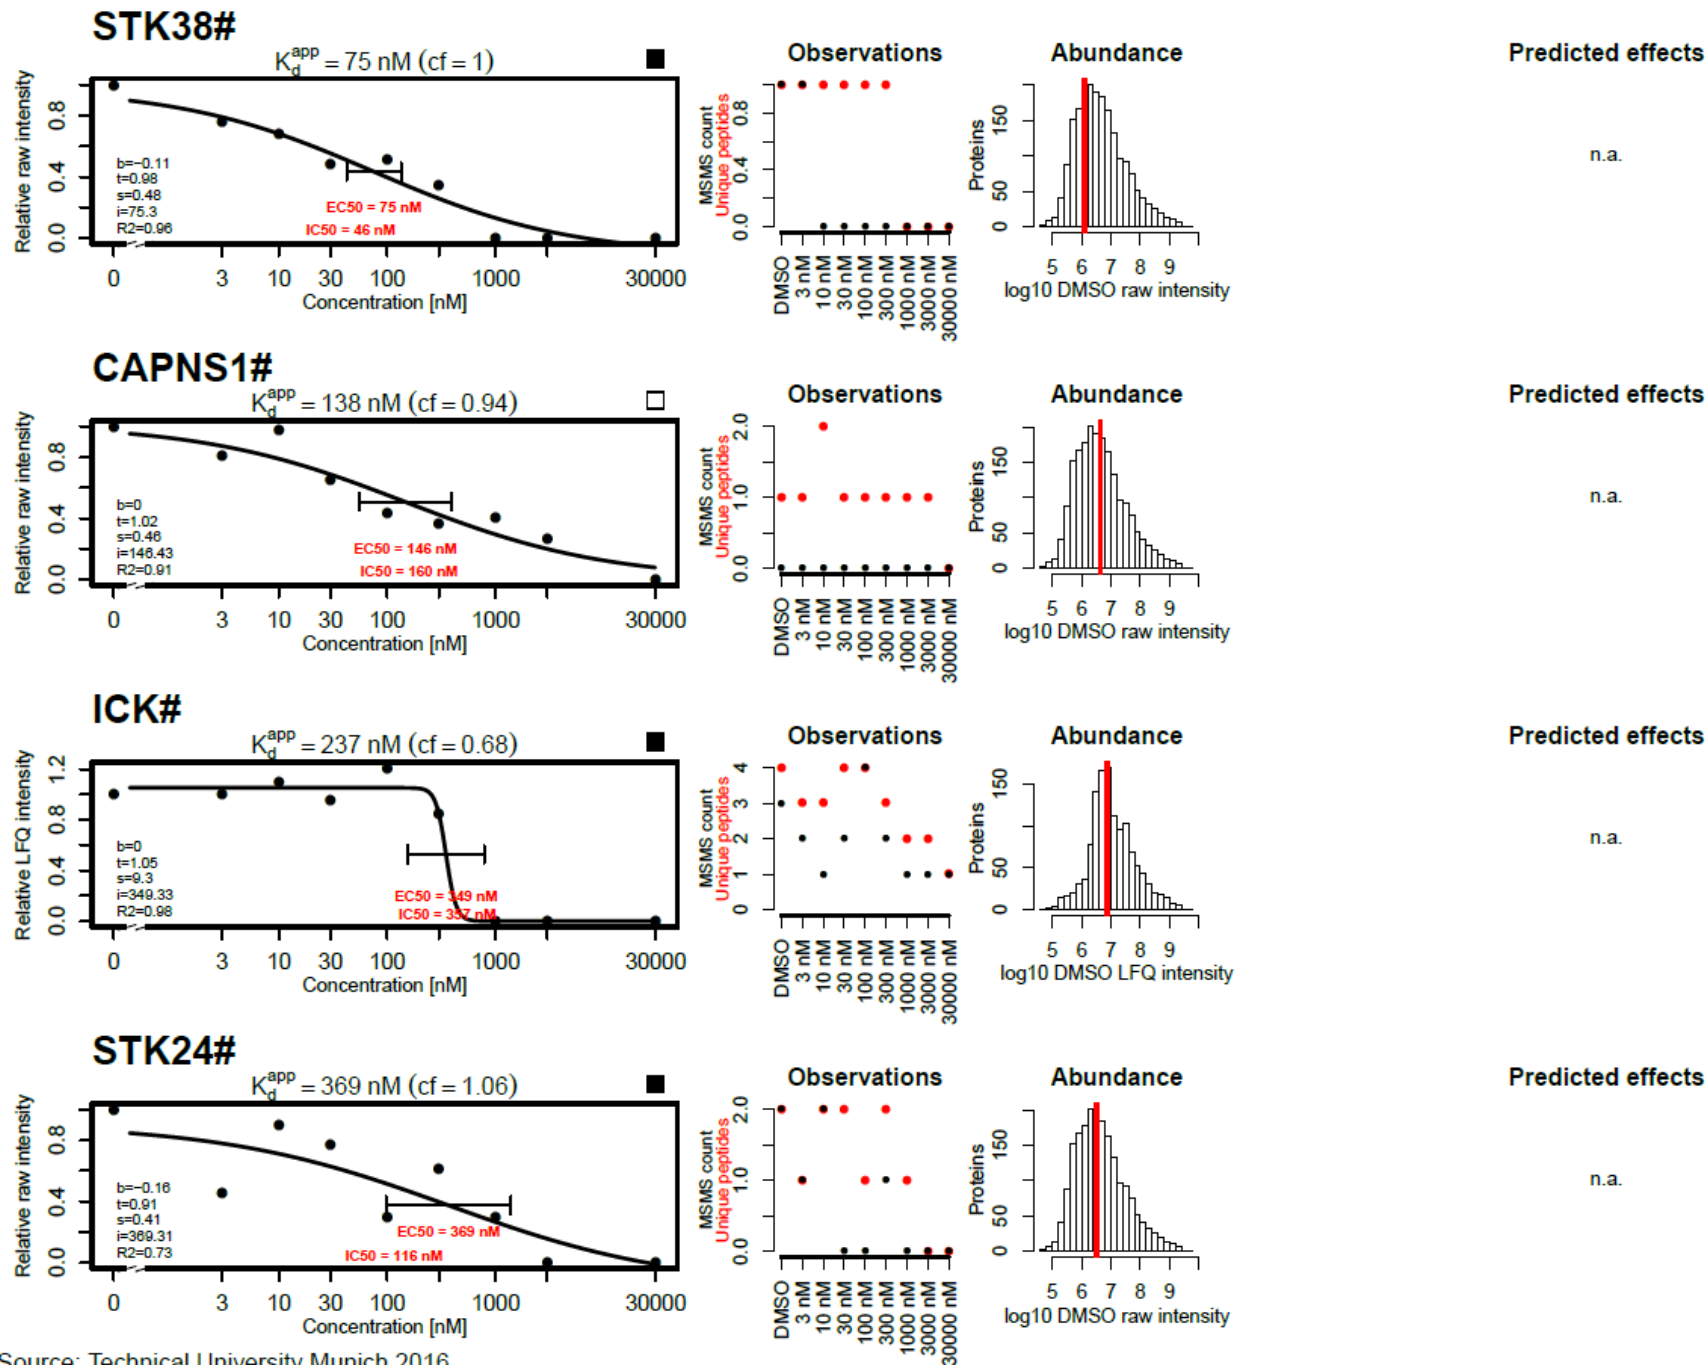 STK38#
K_d^app = 75 nM (cf = 1)
Relative raw intensity
0.0 0.4 0.8
b=−0.11
t=0.98
s=0.48
i=75.3
R2=0.96
EC50 = 75 nM
IC50 = 46 nM
0 3 10 30 100 1000 30000
Concentration [nM]
Observations
MSMS count
Unique peptides
0.0 0.4 0.8
DMSO
3 nM
10 nM
30 nM
100 nM
300 nM
1000 nM
3000 nM
30000 nM
Abundance
Proteins
0 50 150
5 6 7 8 9
log10 DMSO raw intensity
Predicted effects
n.a.
CAPNS1#
K_d^app = 138 nM (cf = 0.94)
Relative raw intensity
0.0 0.4 0.8
b=0
t=1.02
s=0.46
i=146.43
R2=0.91
EC50 = 146 nM
IC50 = 160 nM
0 3 10 30 100 1000 30000
Concentration [nM]
Observations
MSMS count
Unique peptides
0.0 1.0 2.0
DMSO
3 nM
10 nM
30 nM
100 nM
300 nM
1000 nM
3000 nM
30000 nM
Abundance
Proteins
0 50 150
5 6 7 8 9
log10 DMSO raw intensity
Predicted effects
n.a.
ICK#
K_d^app = 237 nM (cf = 0.68)
Relative LFQ intensity
0.0 0.4 0.8 1.2
b=0
t=1.05
s=9.3
i=349.33
R2=0.98
EC50 = 349 nM
IC50 = 357 nM
0 3 10 30 100 1000 30000
Concentration [nM]
Observations
MSMS count
Unique peptides
0 1 2 3 4
DMSO
3 nM
10 nM
30 nM
100 nM
300 nM
1000 nM
3000 nM
30000 nM
Abundance
Proteins
0 50 150
5 6 7 8 9
log10 DMSO LFQ intensity
Predicted effects
n.a.
STK24#
K_d^app = 369 nM (cf = 1.06)
Relative raw intensity
0.0 0.4 0.8
b=−0.16
t=0.91
s=0.41
i=369.31
R2=0.73
EC50 = 369 nM
IC50 = 116 nM
0 3 10 30 100 1000 30000
Concentration [nM]
Observations
MSMS count
Unique peptides
0.0 1.0 2.0
DMSO
3 nM
10 nM
30 nM
100 nM
300 nM
1000 nM
3000 nM
30000 nM
Abundance
Proteins
0 50 150
5 6 7 8 9
log10 DMSO raw intensity
Predicted effects
n.a.
Source: Technical University Munich 2016